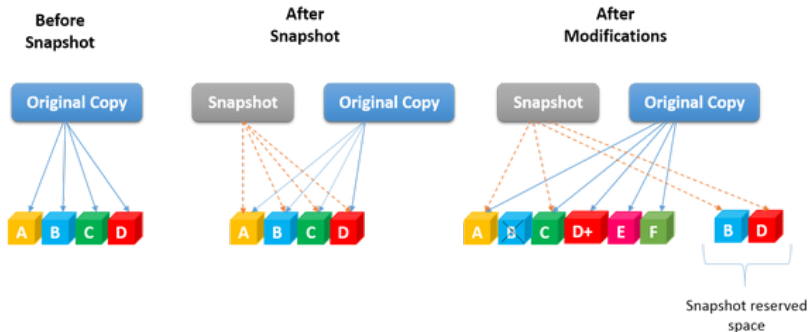 Before
Snapshot
After
Snapshot
After
Modifications
Original Copy
Snapshot
Original Copy
Snapshot
Original Copy
A B C D
A B C D
A B C D+ E F
B D
Snapshot reserved
space